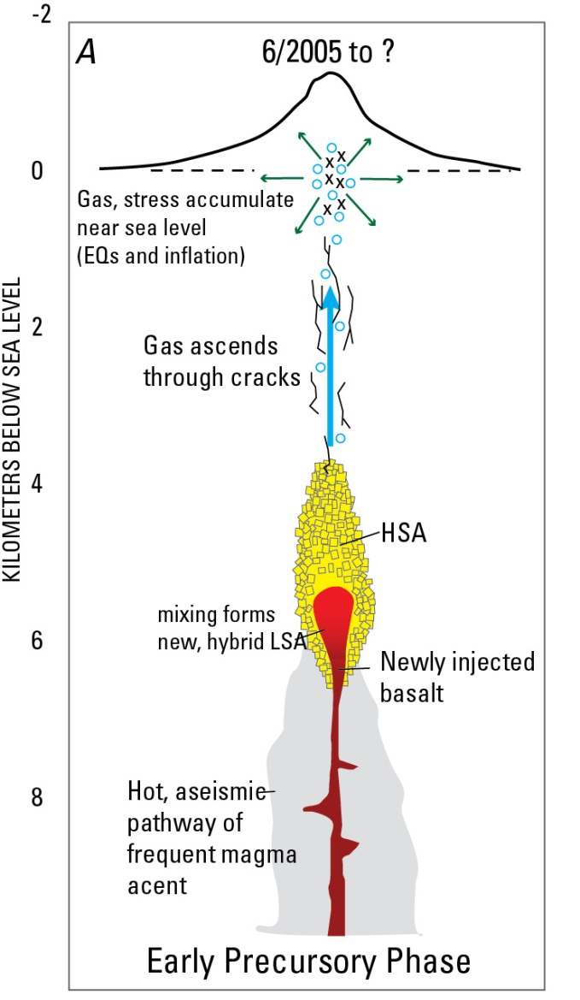 -2
A
6/2005 to ?
0
Gas, stress accumulate
near sea level
(EQs and inflation)
KILOMETERS BELOW SEA LEVEL
2
Gas ascends
through cracks
4
HSA
mixing forms
new, hybrid LSA
6
Newly injected
basalt
8
Hot, aseismic
pathway of
frequent magma
acent
Early Precursory Phase